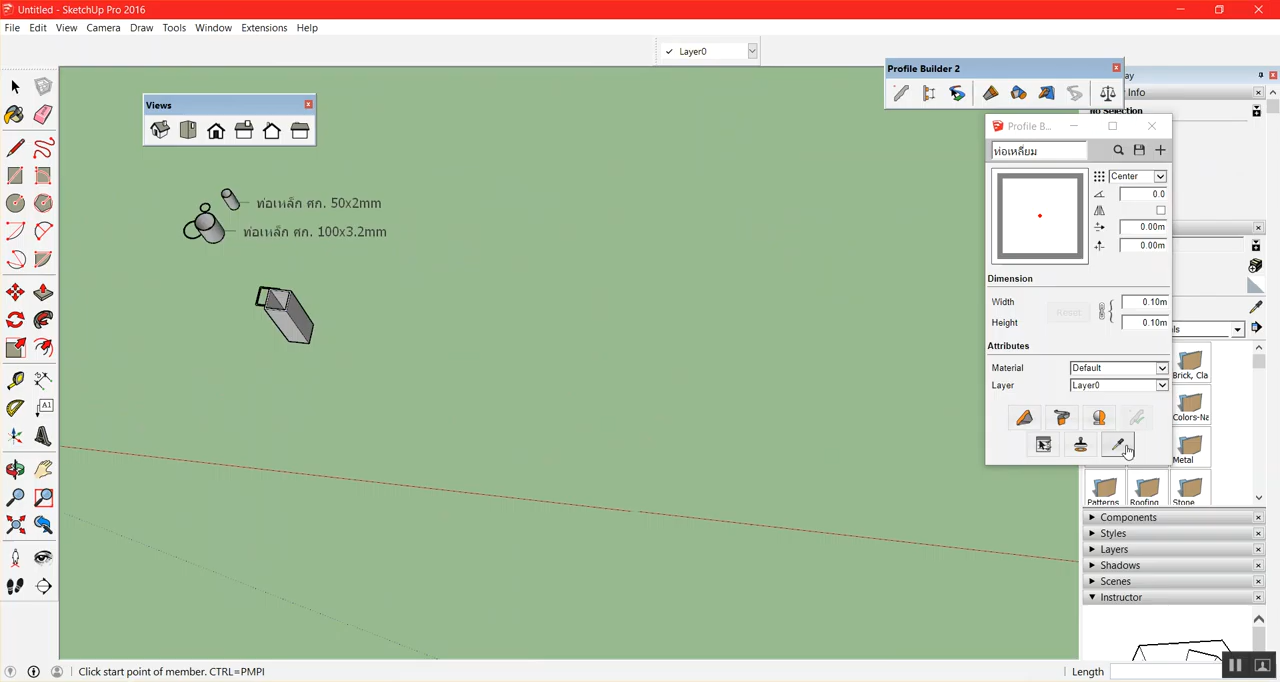 Untitled - SketchUp Pro 2016
File Edit View Camera Draw Tools Window Extensions Help
Layer0
Profile Builder 2
Views
Info
No Selection
Profile B...
ท่อเหลี่ยม
Center
0.0
0.00m
0.00m
ท่อเหล็ก ศก. 50x2mm
ท่อเหล็ก ศก. 100x3.2mm
Dimension
Width 0.10m
Reset
Height 0.10m
Attributes
Material Default
Layer Layer0
Brick, Cla
Colors-Na
Metal
Patterns Roofing Stone
Components
Styles
Layers
Shadows
Scenes
Instructor
Click start point of member. CTRL=PMPI
Length